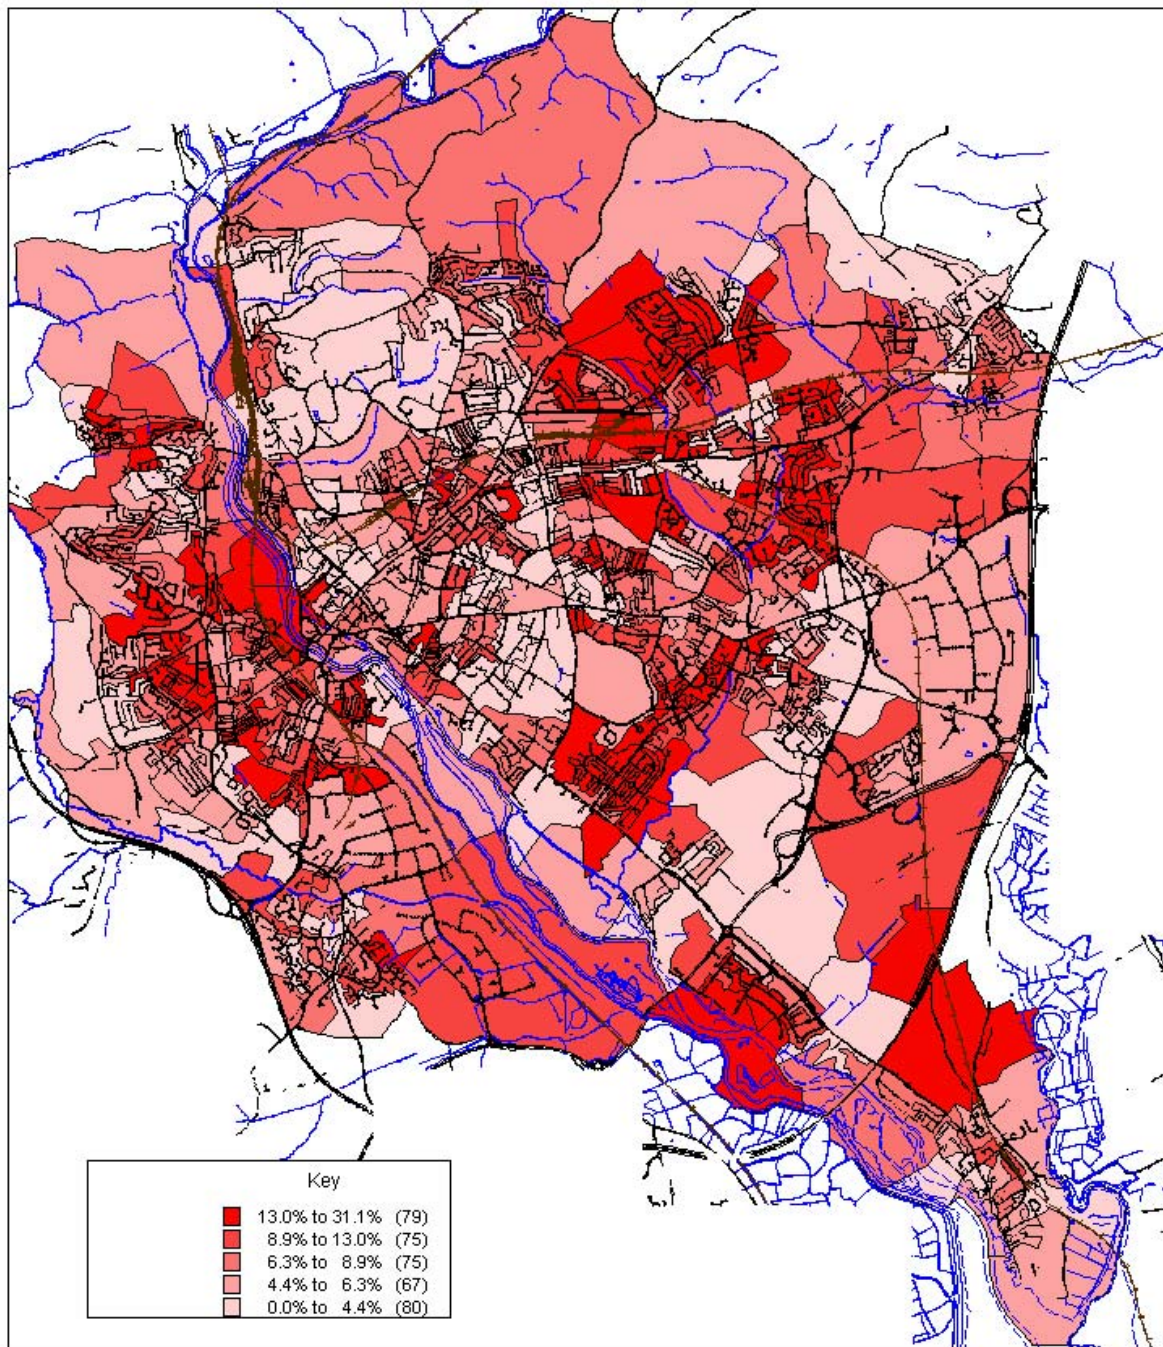 Key
13.0% to 31.1% (79)
8.9% to 13.0% (75)
6.3% to 8.9% (75)
4.4% to 6.3% (67)
0.0% to 4.4% (80)